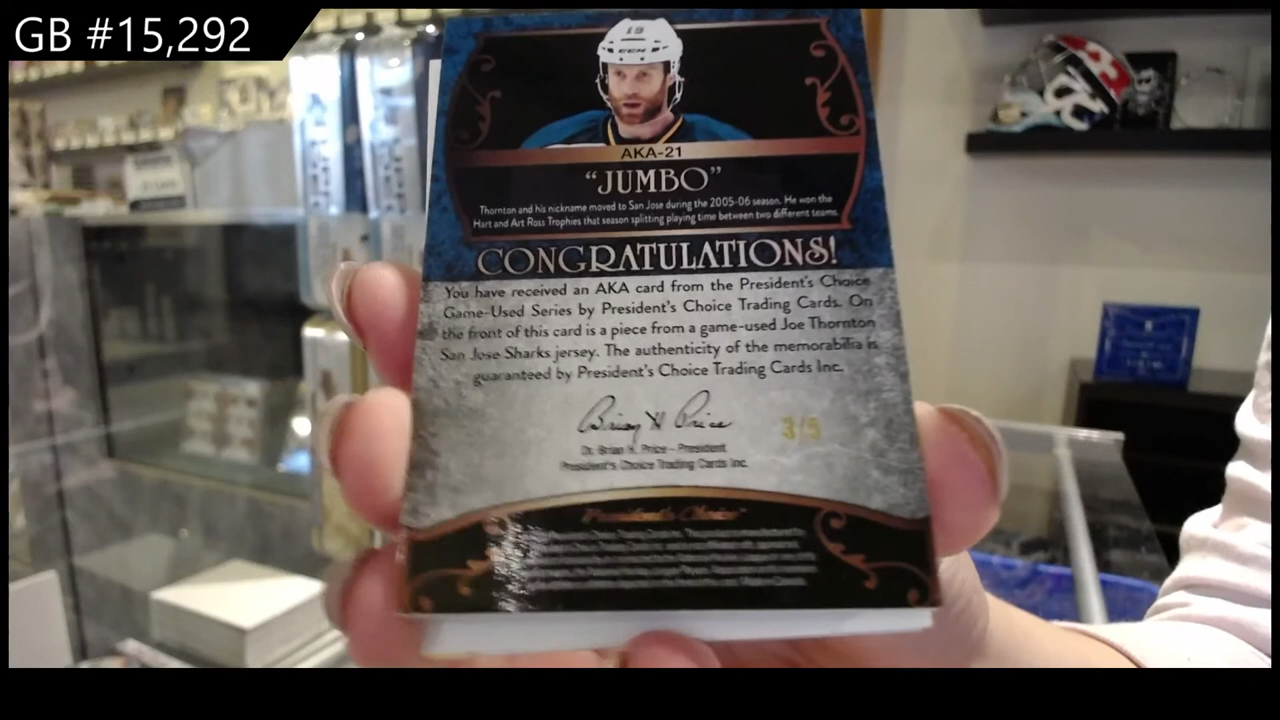 GB #15,292
19
CCM
AKA-21
“JUMBO”
Thornton and his nickname moved to San Jose during the 2005-06 season. He won the
Hart and Art Ross Trophies that season splitting playing time between two different teams.
CONGRATULATIONS!
You have received an AKA card from the President's Choice
Game-Used Series by President's Choice Trading Cards. On
the front of this card is a piece from a game-used Joe Thornton
San Jose Sharks jersey. The authenticity of the memorabilia is
guaranteed by President's Choice Trading Cards Inc.
Brian H Price
3/5
Dr. Brian H. Price – President
President's Choice Trading Cards Inc.
President's Choice